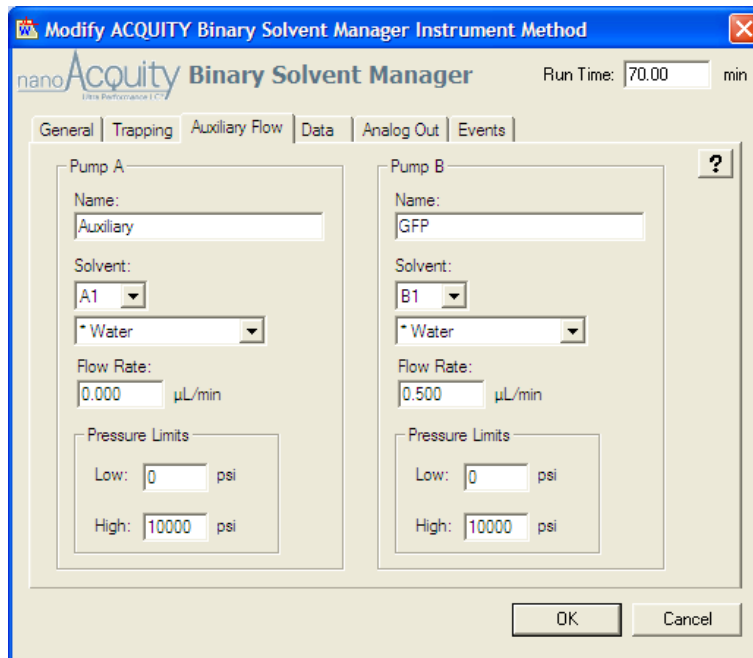 Modify ACQUITY Binary Solvent Manager Instrument Method
nanoAcquity Binary Solvent Manager
Ultra Performance LC®
Run Time: 70.00 min
General Trapping Auxiliary Flow Data Analog Out Events
?
Pump A
Name:
Auxiliary
Solvent:
A1
* Water
Flow Rate:
0.000 µL/min
Pressure Limits
Low: 0 psi
High: 10000 psi
Pump B
Name:
GFP
Solvent:
B1
* Water
Flow Rate:
0.500 µL/min
Pressure Limits
Low: 0 psi
High: 10000 psi
OK Cancel